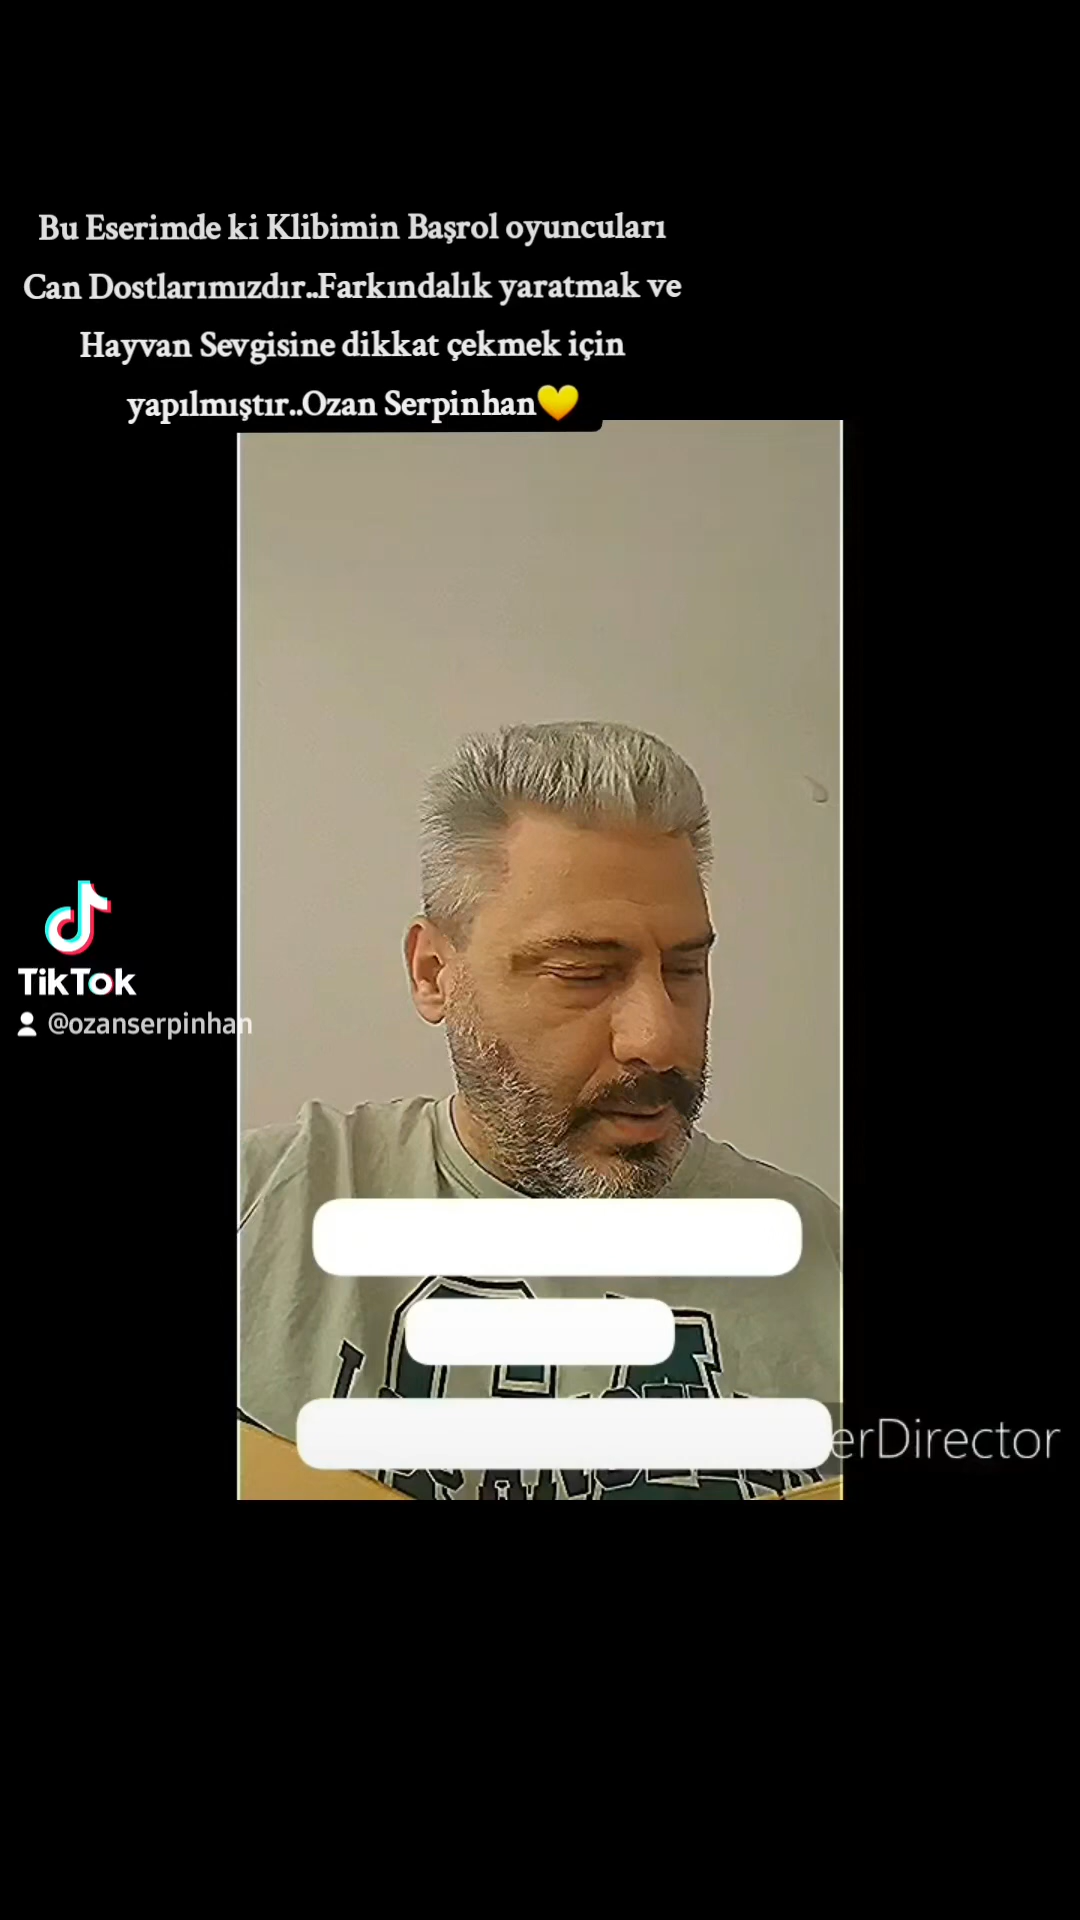 Bu Eserimde ki Klibimin Başrol oyuncuları
Can Dostlarımızdır..Farkındalık yaratmak ve
Hayvan Sevgisine dikkat çekmek için
yapılmıştır..Ozan Serpinhan💛
TikTok
@ozanserpinhan
erDirector